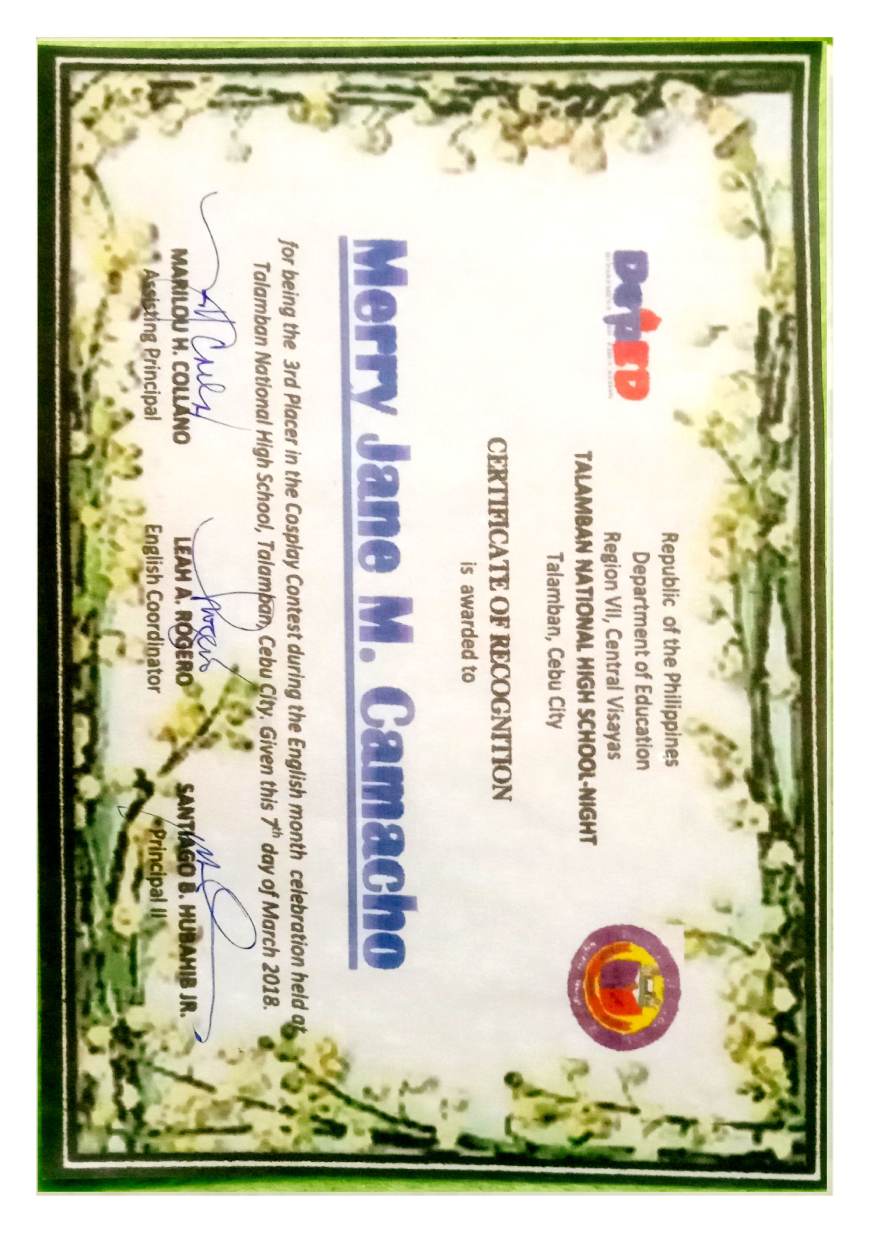 DepED
Republic of the Philippines
Department of Education
Region VII, Central Visayas
TALAMBAN NATIONAL HIGH SCHOOL-NIGHT
Talamban, Cebu City
CERTIFICATE OF RECOGNITION
is awarded to
Merry Jane M. Camacho
for being the 3rd Placer in the Cosplay Contest during the English month celebration held at
Talamban National High School, Talamban, Cebu City. Given this 7th day of March 2018.
MARILOU H. COLLANO LEAH A. ROGERO SANTIAGO B. HUBAHIB JR.
Assisting Principal English Coordinator Principal II